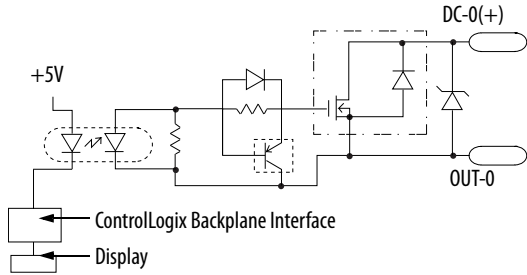 DC-0(+)
+5V
OUT-0
ControlLogix Backplane Interface
Display